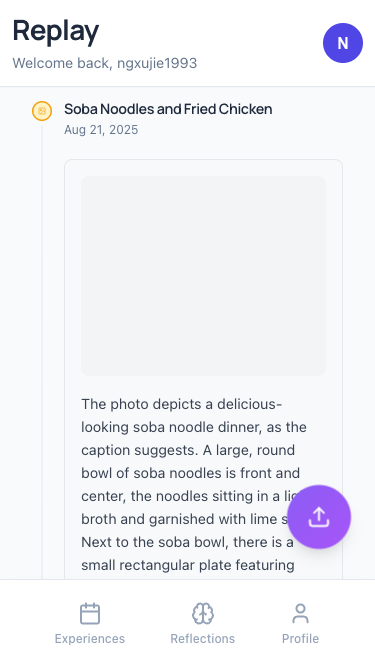 Replay
Welcome back, ngxujie1993
N
Soba Noodles and Fried Chicken
Aug 21, 2025
The photo depicts a delicious-
looking soba noodle dinner, as the
caption suggests. A large, round
bowl of soba noodles is front and
center, the noodles sitting in a
broth and garnished with lime
Next to the soba bowl, there is a
small rectangular plate featuring
Experiences
Reflections
Profile